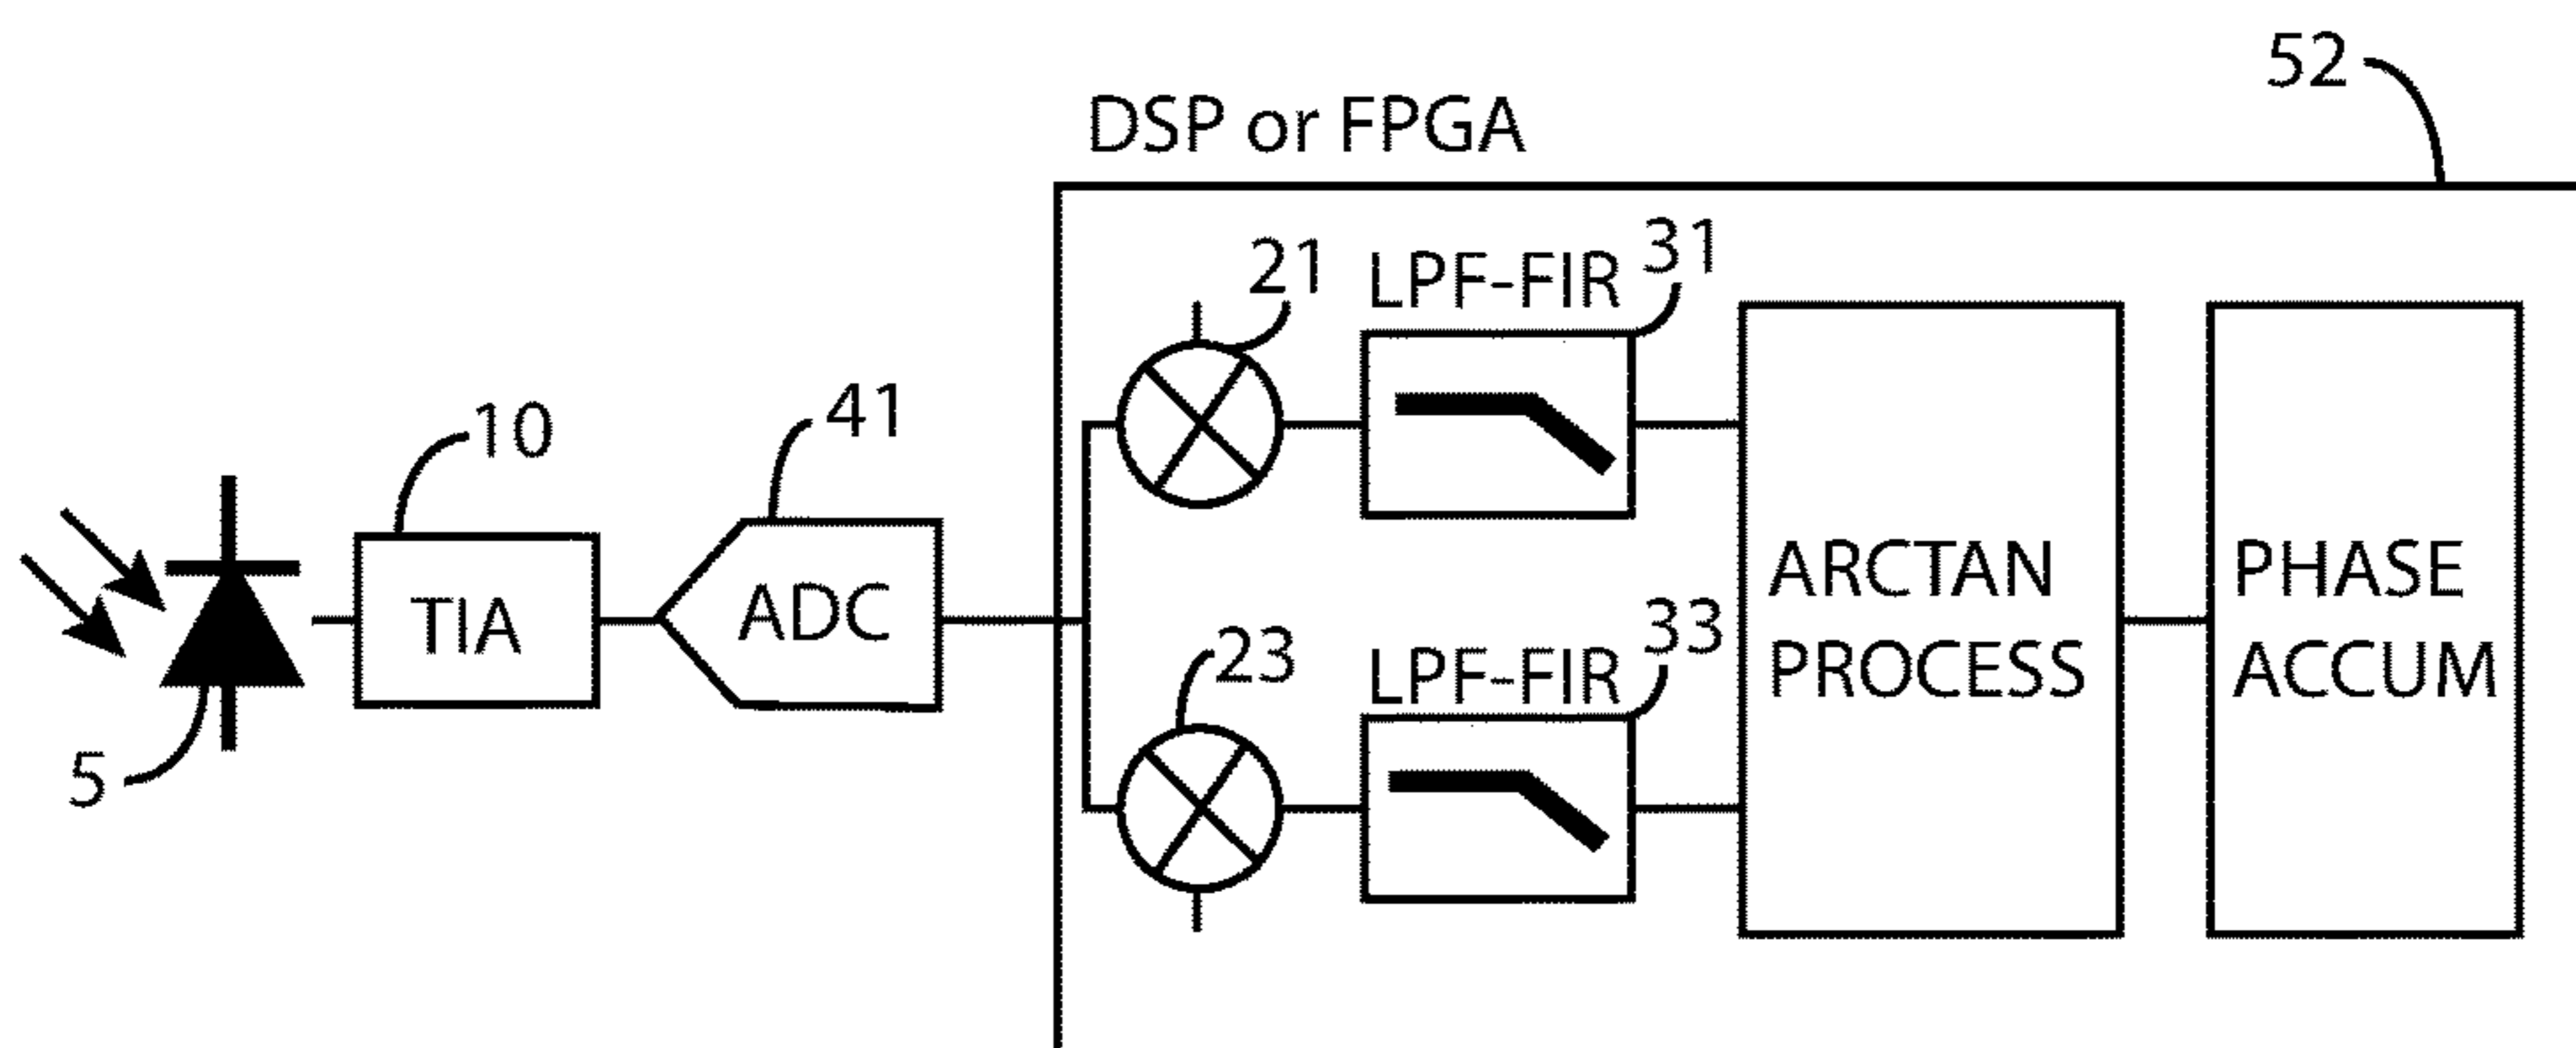 52
DSP or FPGA
21
LPF-FIR
31
10
41
TIA
ADC
ARCTAN
PROCESS
PHASE
ACCUM
23
LPF-FIR
33
5